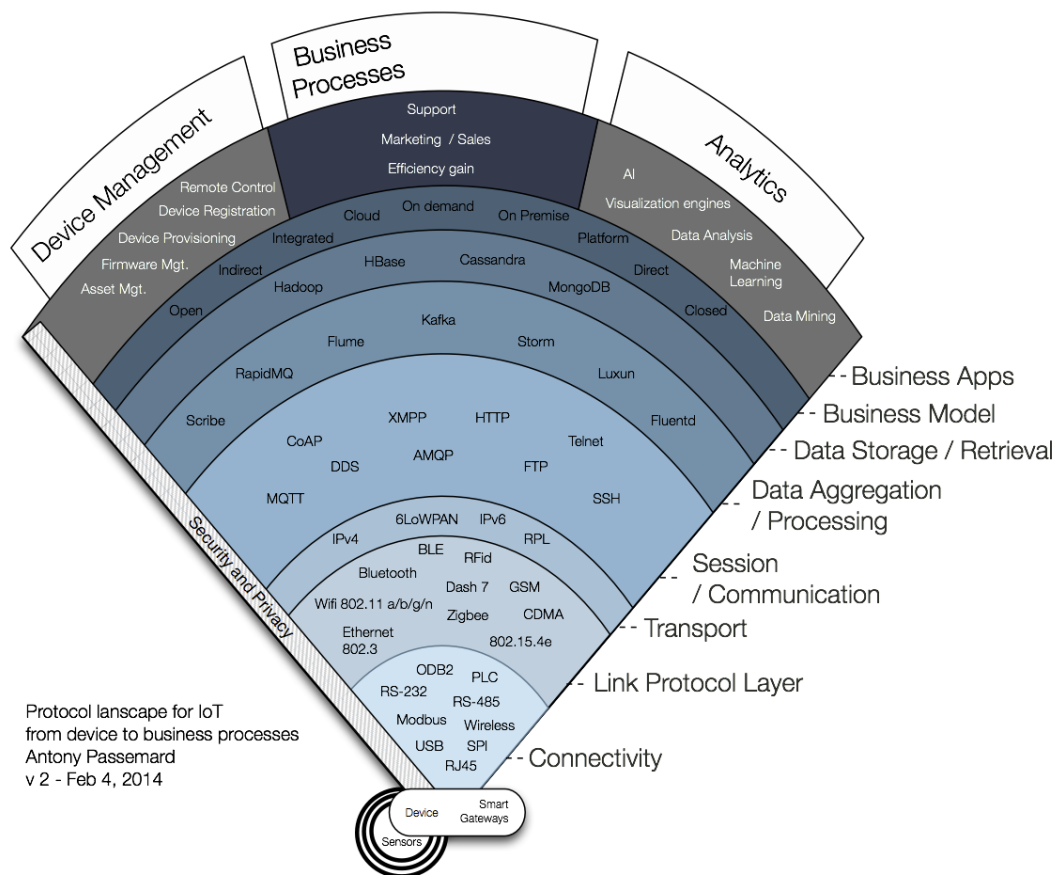 Business
Processes
Device Management
Analytics
Support
Marketing / Sales
Efficiency gain
Remote Control
Device Registration
Device Provisioning
Firmware Mgt.
Asset Mgt.
AI
Visualization engines
Data Analysis
Machine
Learning
Data Mining
Open
Indirect
Integrated
Cloud
On demand
On Premise
Platform
Direct
Closed
Hadoop
HBase
Cassandra
MongoDB
Scribe
RapidMQ
Flume
Kafka
Storm
Luxun
Fluentd
XMPP
HTTP
CoAP
Telnet
DDS
AMQP
FTP
MQTT
SSH
IPv4
6LoWPAN
IPv6
RPL
BLE
RFid
Bluetooth
Dash 7
GSM
Wifi 802.11 a/b/g/n
Zigbee
CDMA
Ethernet
802.3
802.15.4e
ODB2
PLC
RS-232
RS-485
Modbus
Wireless
USB
SPI
RJ45
Security and Privacy
Business Apps
Business Model
Data Storage / Retrieval
Data Aggregation
/ Processing
Session
/ Communication
Transport
Link Protocol Layer
Connectivity
Protocol lanscape for IoT
from device to business processes
Antony Passemard
v 2 - Feb 4, 2014
Device
Smart
Gateways
Sensors